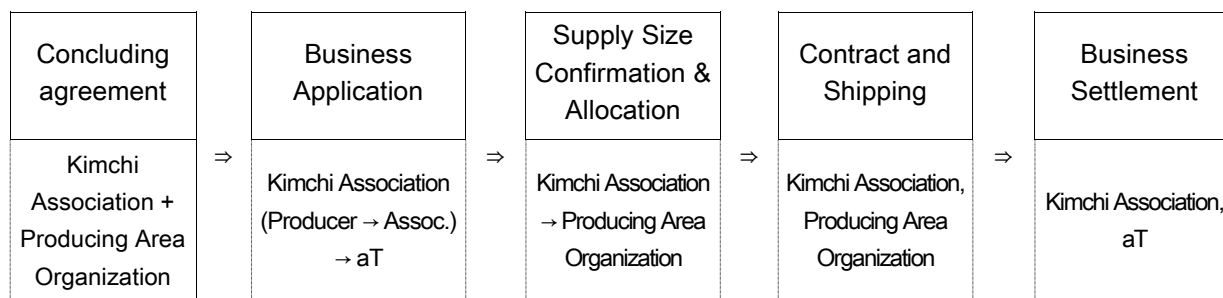 Concluding
agreement
Kimchi
Association +
Producing Area
Organization
⇒
Business
Application
Kimchi Association
(Producer → Assoc.)
→ aT
⇒
Supply Size
Confirmation &
Allocation
Kimchi Association
→ Producing Area
Organization
⇒
Contract and
Shipping
Kimchi Association,
Producing Area
Organization
⇒
Business
Settlement
Kimchi Association,
aT